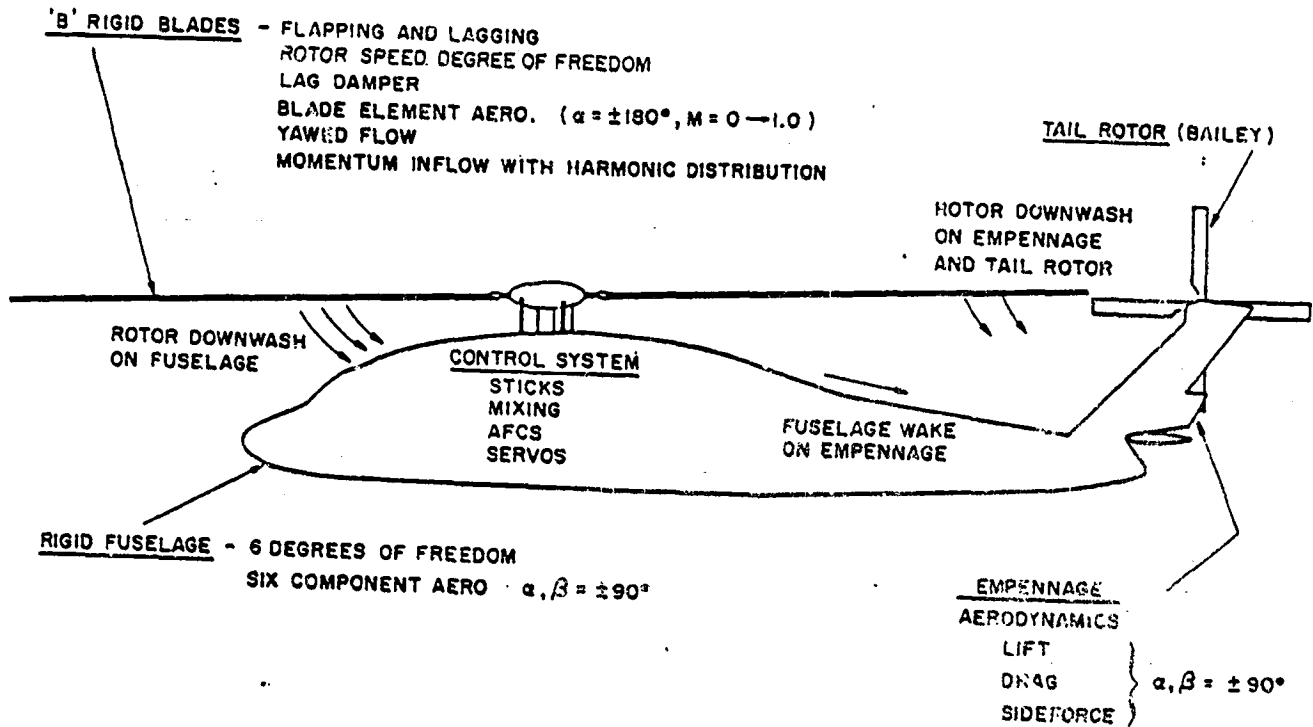 'B' RIGID BLADES - FLAPPING AND LAGGING
ROTOR SPEED DEGREE OF FREEDOM
LAG DAMPER
BLADE ELEMENT AERO. (α = ±180°, M = 0→1.0)
YAWED FLOW
MOMENTUM INFLOW WITH HARMONIC DISTRIBUTION
TAIL ROTOR (BAILEY)
ROTOR DOWNWASH
ON EMPENNAGE
AND TAIL ROTOR
ROTOR DOWNWASH
ON FUSELAGE
CONTROL SYSTEM
STICKS
MIXING
AFCS
SERVOS
FUSELAGE WAKE
ON EMPENNAGE
RIGID FUSELAGE - 6 DEGREES OF FREEDOM
SIX COMPONENT AERO α,β = ±90°
EMPENNAGE
AERODYNAMICS
LIFT
DRAG α,β = ±90°
SIDEFORCE